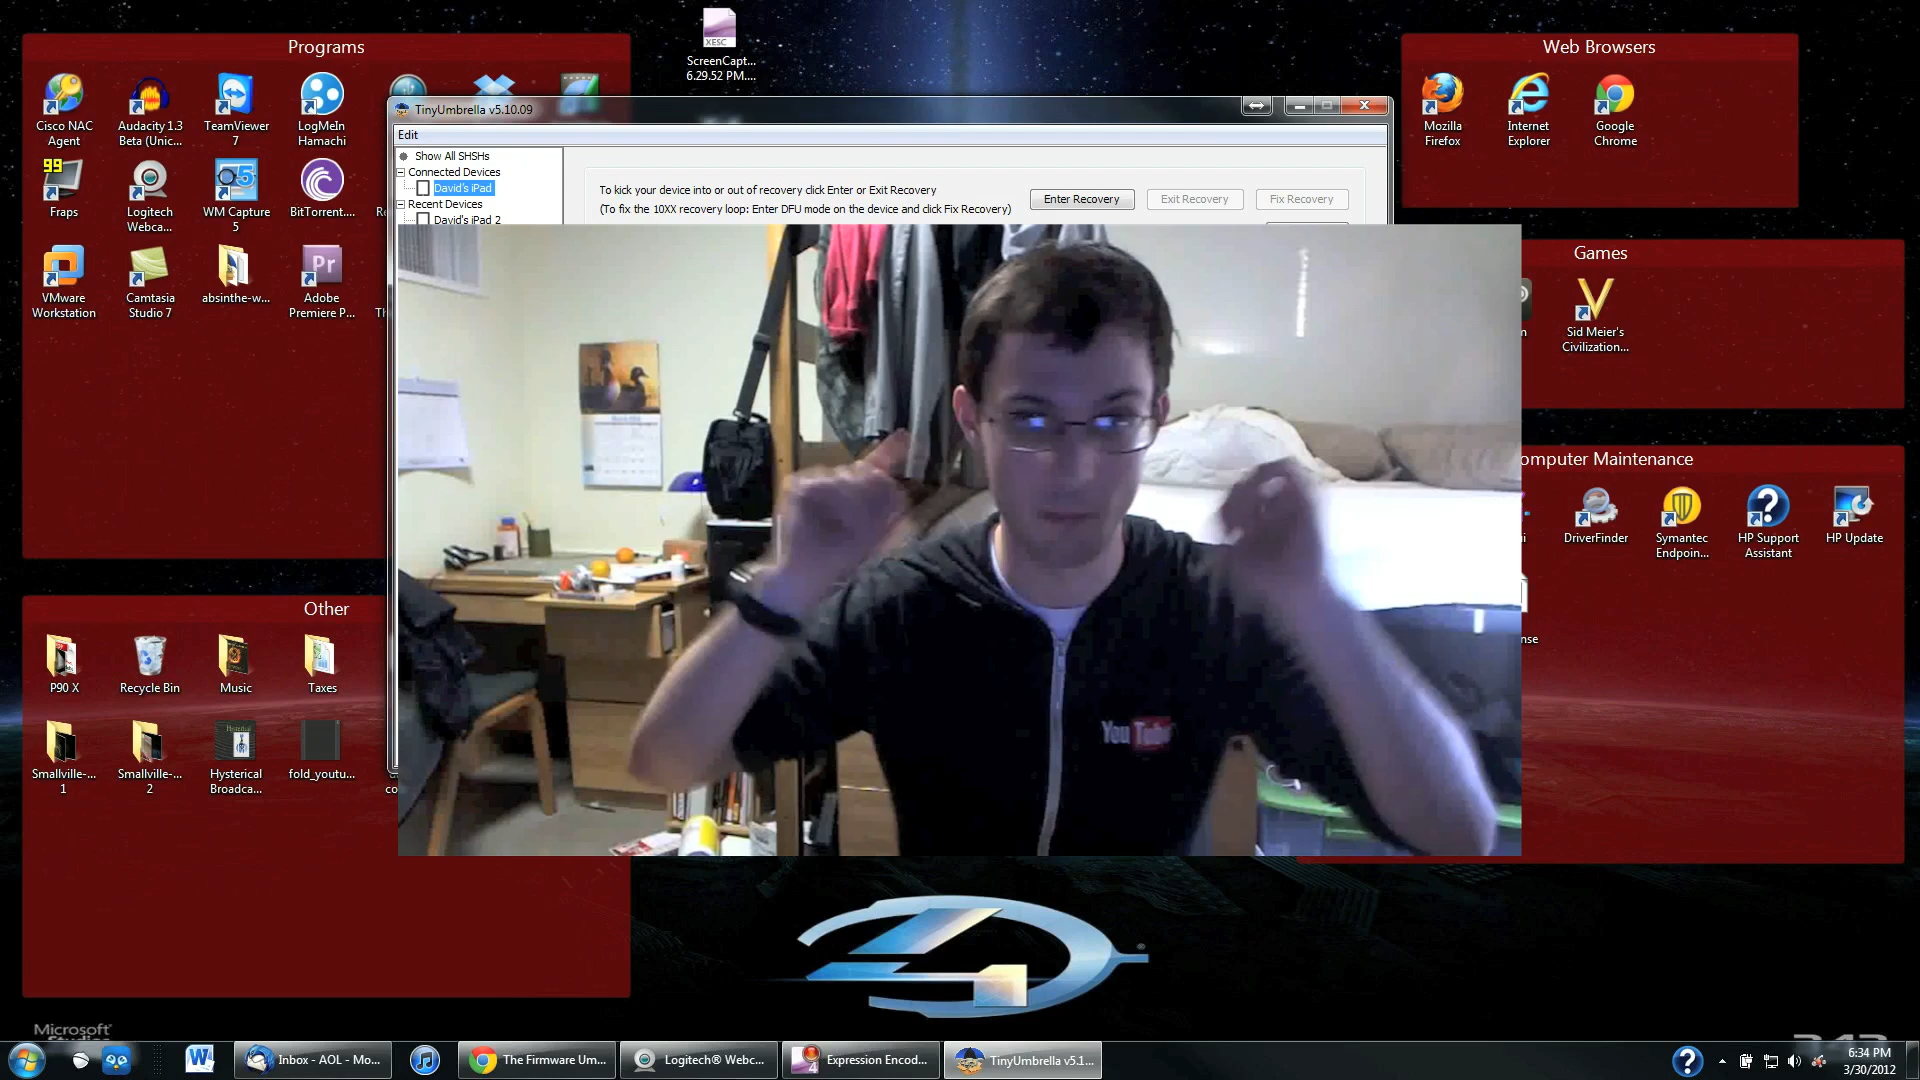 XESC
ScreenCapt...
6.29.52 PM....
Programs
Cisco NAC
Agent
Audacity 1.3
Beta (Unic...
TeamViewer
7
LogMeIn
Hamachi
99
Fraps
Logitech
Webca...
WM Capture
5
BitTorrent....
VMware
Workstation
Camtasia
Studio 7
absinthe-w...
Pr
Adobe
Premiere P...
TinyUmbrella v5.10.09
Edit
Show All SHSHs
Connected Devices
David's iPad
Recent Devices
David's iPad 2
To kick your device into or out of recovery click Enter or Exit Recovery
(To fix the 10XX recovery loop: Enter DFU mode on the device and click Fix Recovery)
Enter Recovery
Exit Recovery
Fix Recovery
Web Browsers
Mozilla
Firefox
Internet
Explorer
Google
Chrome
Games
Sid Meier's
Civilization...
omputer Maintenance
DriverFinder
Symantec
Endpoin...
HP Support
Assistant
HP Update
nse
You Tube
Other
P90 X
Recycle Bin
Music
Taxes
Smallville-...
1
Smallville-...
2
Hysterical
Broadca...
fold_youtu...
4
Microsoft
Inbox - AOL - Mo...
The Firmware Um...
Logitech® Webc...
Expression Encod...
TinyUmbrella v5.1...
6:34 PM
3/30/2012